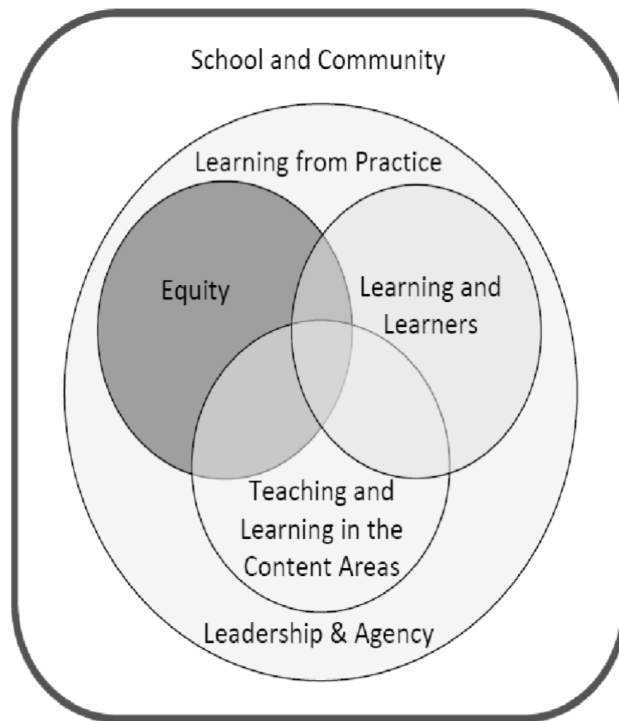 School and Community
Learning from Practice
Equity
Learning and
Learners
Teaching and
Learning in the
Content Areas
Leadership & Agency